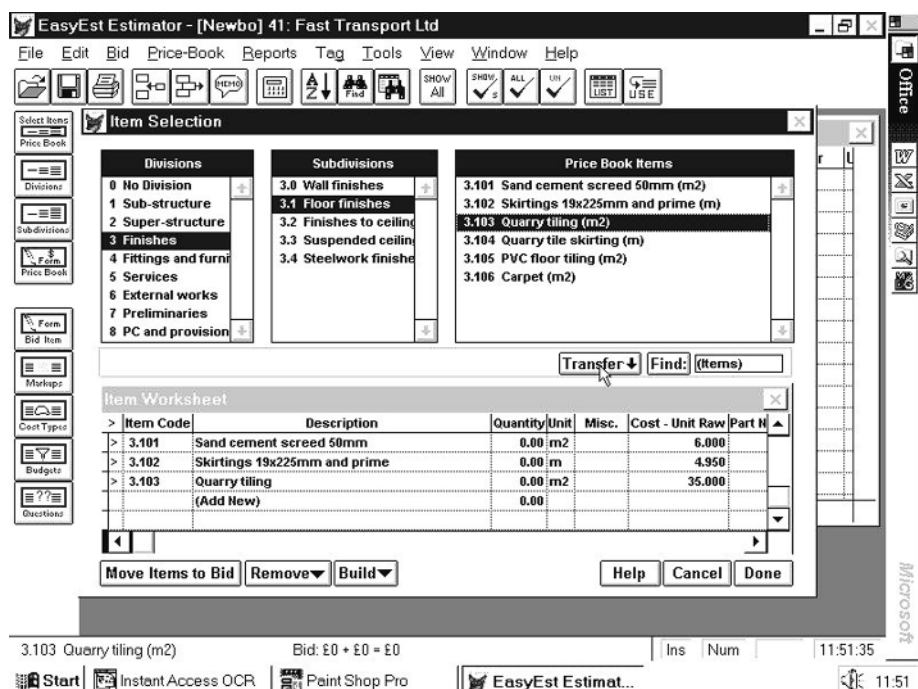 EasyEst Estimator - [Newbo] 41: Fast Transport Ltd
File Edit Bid Price-Book Reports Tag Tools View Window Help
MEMO A Z Find SHOW All SHOW s ALL UN LIST USE
Office
Select Items
Price Book
Divisions
Subdivisions
$ Form
Price Book
Form
Bid Item
Markups
Cost Types
Budgets
??
Questions
Item Selection
Divisions
0 No Division
1 Sub-structure
2 Super-structure
3 Finishes
4 Fittings and furni
5 Services
6 External works
7 Preliminaries
8 PC and provision
Subdivisions
3.0 Wall finishes
3.1 Floor finishes
3.2 Finishes to ceiling
3.3 Suspended ceilin
3.4 Steelwork finishe
Price Book Items
3.101 Sand cement screed 50mm (m2)
3.102 Skirtings 19x225mm and prime (m)
3.103 Quarry tiling (m2)
3.104 Quarry tile skirting (m)
3.105 PVC floor tiling (m2)
3.106 Carpet (m2)
Transfer Find: (Items)
Item Worksheet
> Item Code Description Quantity Unit Misc. Cost - Unit Raw Part N
> 3.101 Sand cement screed 50mm 0.00 m2 6.000
> 3.102 Skirtings 19x225mm and prime 0.00 m 4.950
> 3.103 Quarry tiling 0.00 m2 35.000
(Add New) 0.00
Move Items to Bid Remove Build Help Cancel Done
Microsoft
3.103 Quarry tiling (m2) Bid: £0 + £0 = £0 Ins Num 11:51:35
Start Instant Access OCR Paint Shop Pro EasyEst Estimat... 11:51